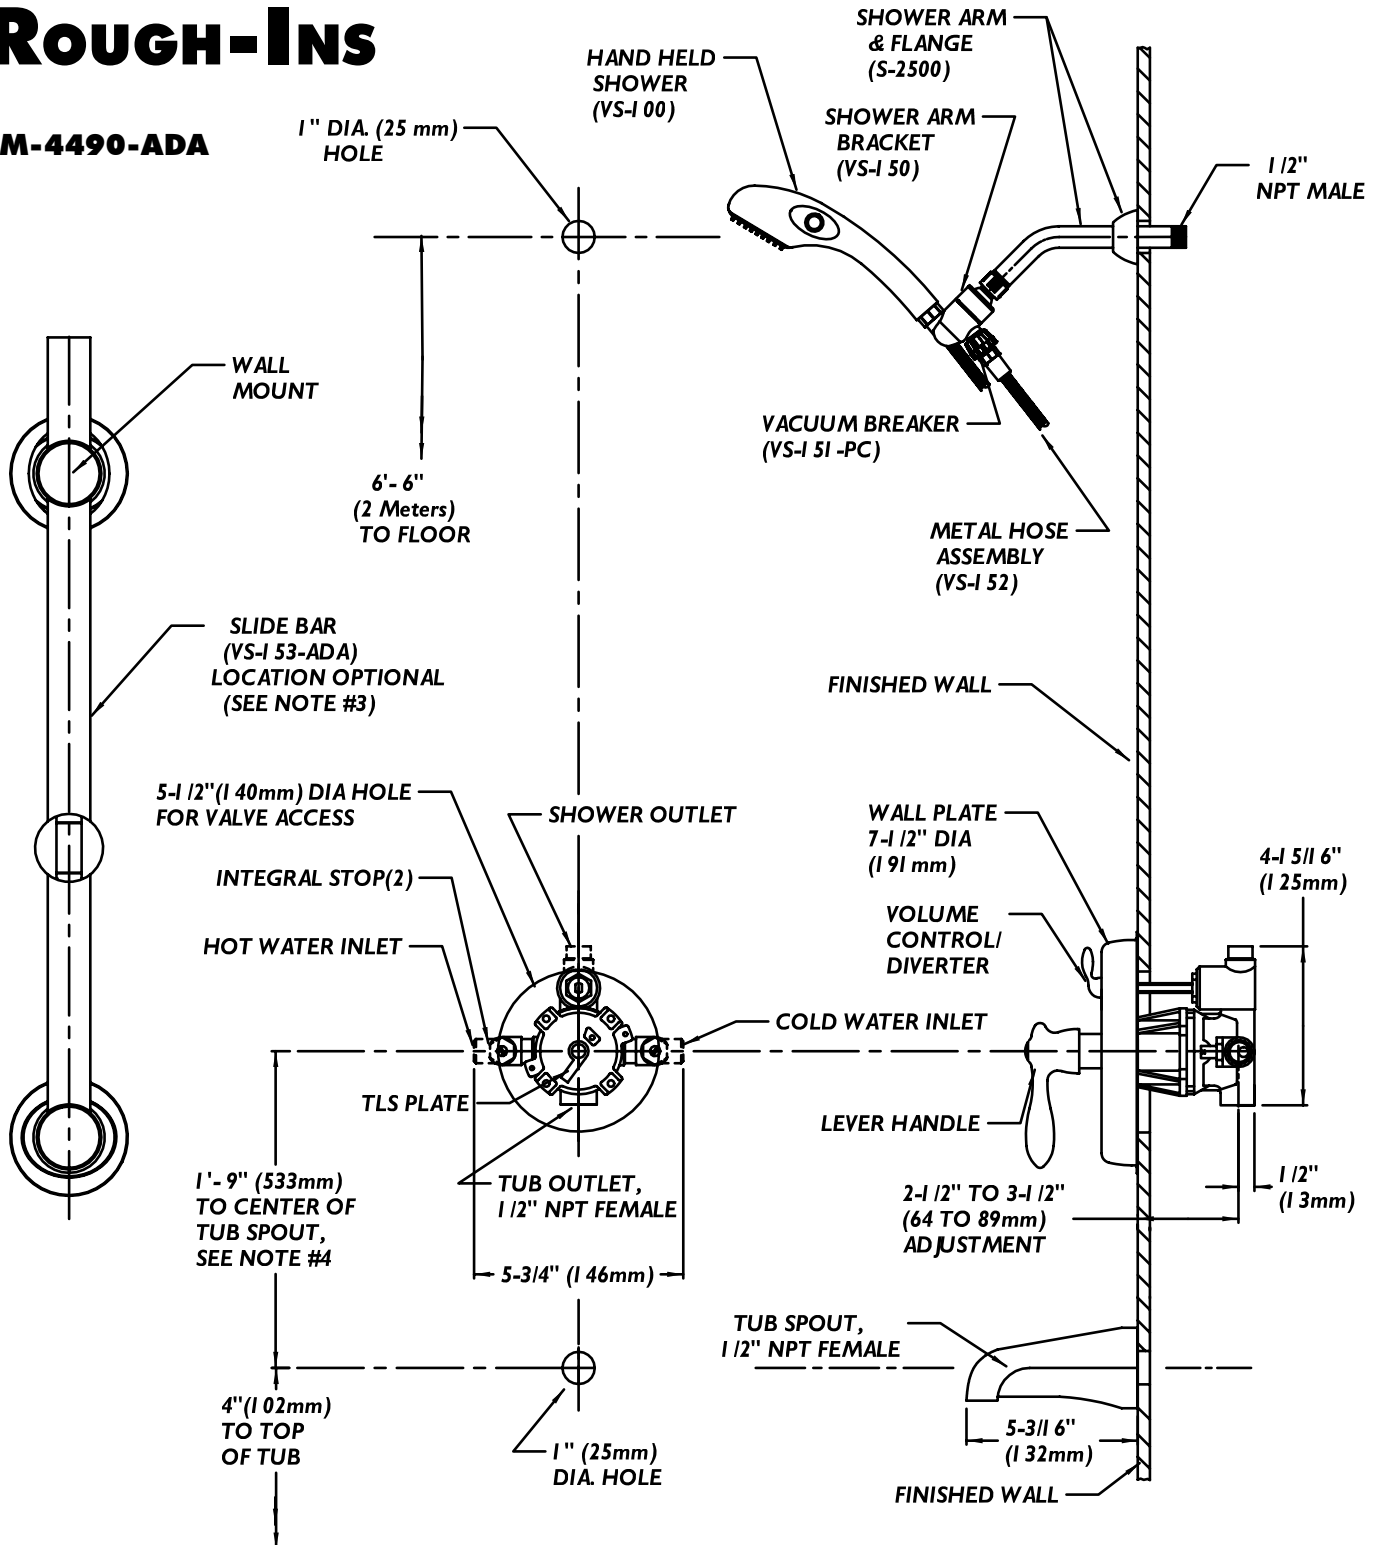 ROUGH-INS
M-4490-ADA
1" DIA. (25 mm)
HOLE
HAND HELD
SHOWER
(VS-100)
SHOWER ARM
& FLANGE
(S-2500)
SHOWER ARM
BRACKET
(VS-150)
1/2"
NPT MALE
WALL
MOUNT
VACUUM BREAKER
(VS-151-PC)
6'- 6"
(2 Meters)
TO FLOOR
METAL HOSE
ASSEMBLY
(VS-152)
SLIDE BAR
(VS-153-ADA)
LOCATION OPTIONAL
(SEE NOTE #3)
FINISHED WALL
5-1/2"(140mm) DIA HOLE
FOR VALVE ACCESS
SHOWER OUTLET
WALL PLATE
7-1/2" DIA
(191 mm)
4-15/16"
(125mm)
INTEGRAL STOP(2)
HOT WATER INLET
VOLUME
CONTROL/
DIVERTER
COLD WATER INLET
TLS PLATE
LEVER HANDLE
1'- 9" (533mm)
TO CENTER OF
TUB SPOUT,
SEE NOTE #4
TUB OUTLET,
1/2" NPT FEMALE
2-1/2" TO 3-1/2"
(64 TO 89mm)
ADJUSTMENT
1/2"
(13mm)
5-3/4" (146mm)
TUB SPOUT,
1/2" NPT FEMALE
4"(102mm)
TO TOP
OF TUB
1" (25mm)
DIA. HOLE
5-3/16"
(132mm)
FINISHED WALL